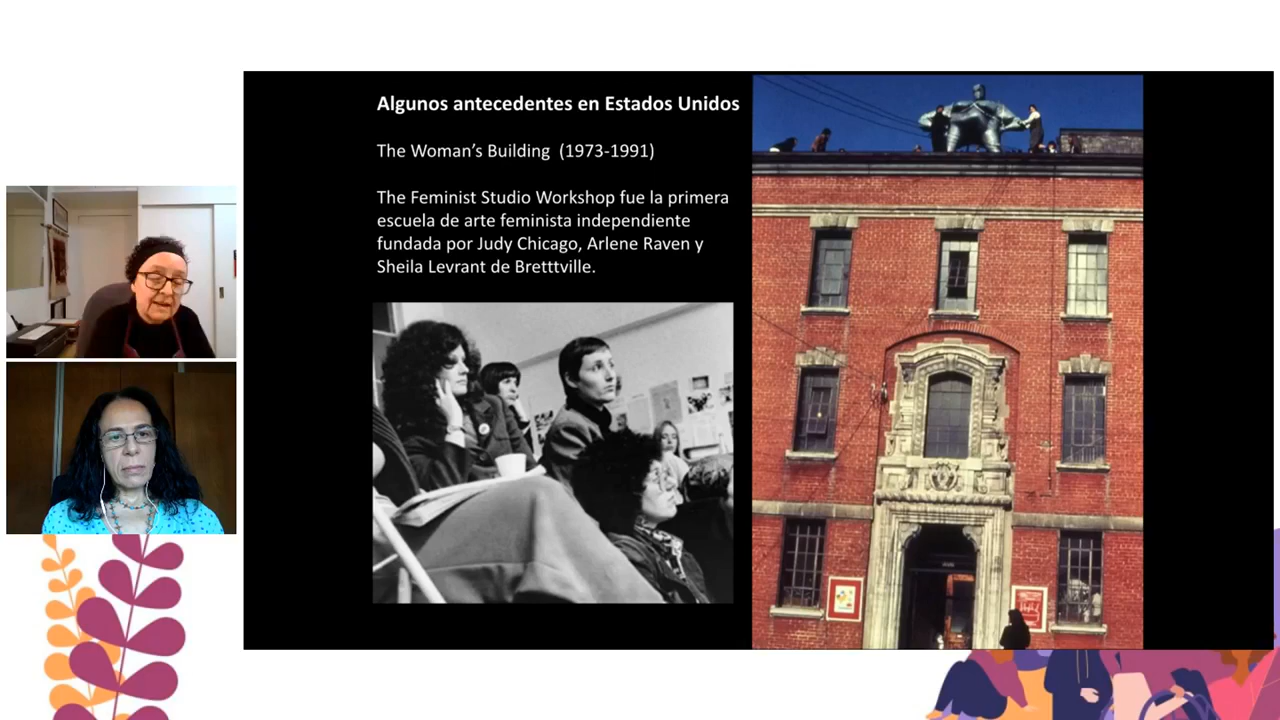 Algunos antecedentes en Estados Unidos
The Woman’s Building (1973-1991)
The Feminist Studio Workshop fue la primera
escuela de arte feminista independiente
fundada por Judy Chicago, Arlene Raven y
Sheila Levrant de Bretttville.